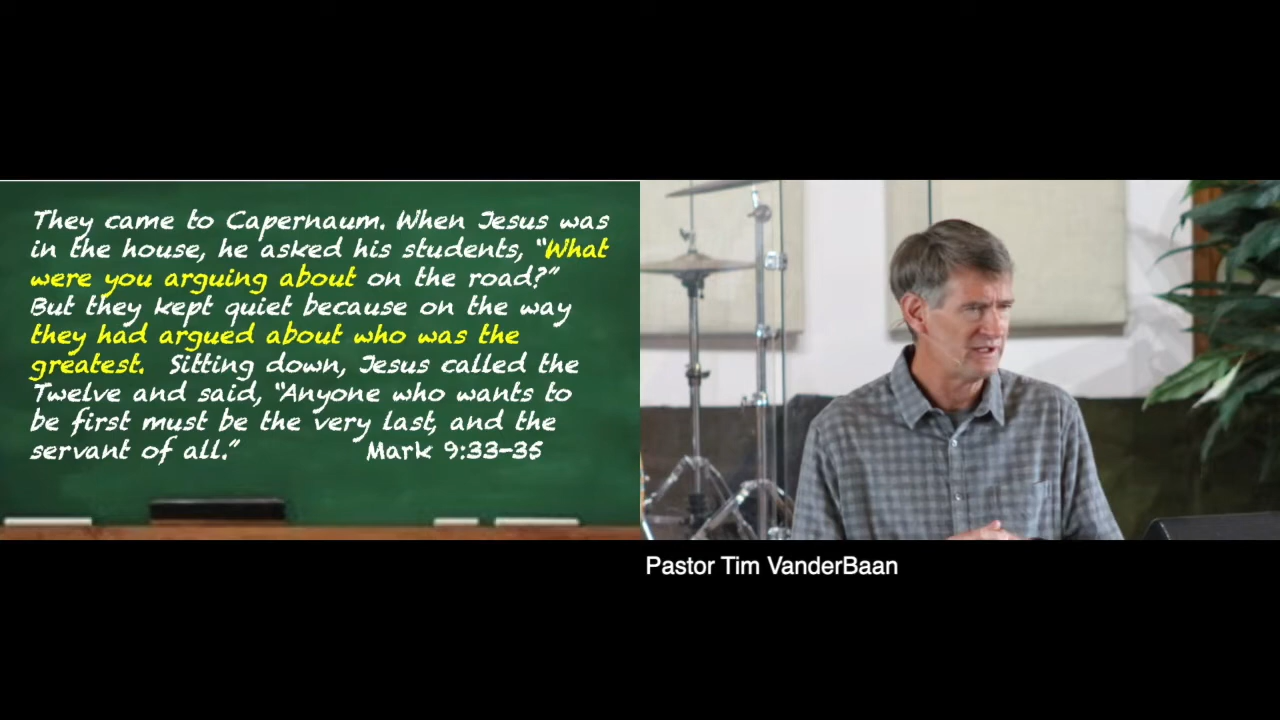 They came to Capernaum. When Jesus was
in the house, he asked his students, “What
were you arguing about on the road?”
But they kept quiet because on the way
they had argued about who was the
greatest. Sitting down, Jesus called the
Twelve and said, “Anyone who wants to
be first must be the very last, and the
servant of all.” Mark 9:33-35
Pastor Tim VanderBaan